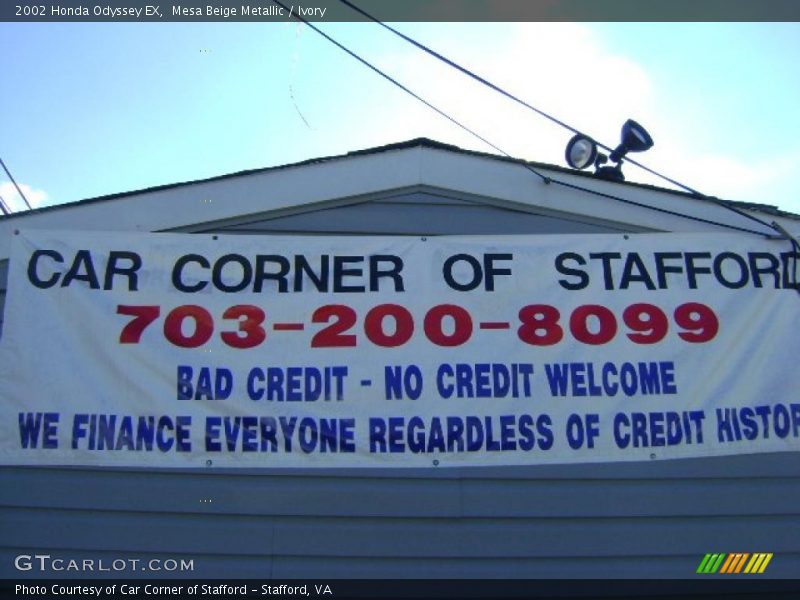 2002 Honda Odyssey EX, Mesa Beige Metallic / Ivory
CAR CORNER OF STAFFORD
703-200-8099
BAD CREDIT - NO CREDIT WELCOME
WE FINANCE EVERYONE REGARDLESS OF CREDIT HISTOR
GTCARLOT.COM
Photo Courtesy of Car Corner of Stafford - Stafford, VA